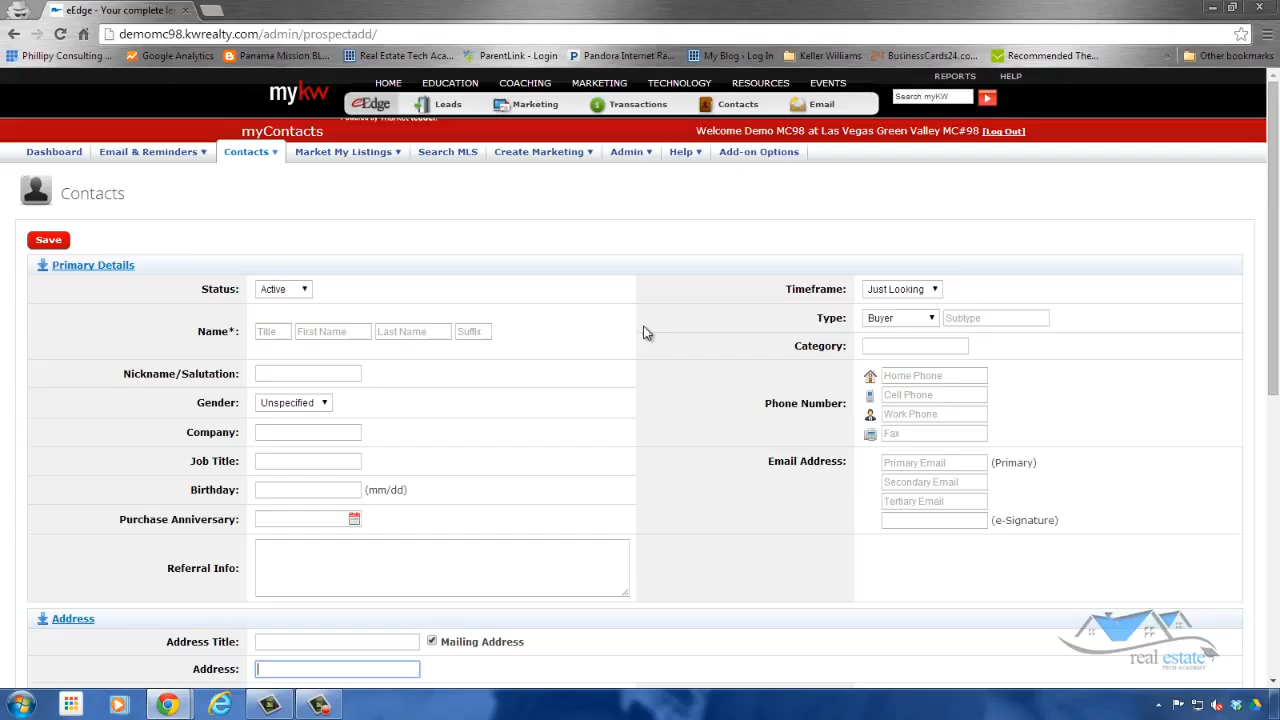 eEdge - Your complete le
demomc98.kwrealty.com/admin/prospectadd/
Phillipy Consulting ... Google Analytics Banpana Mission BD... Real Estate Tech Aca... ParentLink - Login Pandora Internet Ra... My Blog › Log In Keller Williams BusinessCards24.co... Recommended The... » Other bookmarks
REPORTS HELP
HOME EDUCATION COACHING MARKETING TECHNOLOGY RESOURCES EVENTS
mykw eEdge Leads Marketing Transactions Contacts Email Search myKW
myContacts Welcome Demo MC98 at Las Vegas Green Valley MC#98 [Log Out]
Dashboard Email & Reminders Contacts Market My Listings Search MLS Create Marketing Admin Help Add-on Options
Contacts
Save
Primary Details
Status: Active Timeframe: Just Looking
Type: Buyer Subtype
Name*: Title First Name Last Name Suffix
Category:
Nickname/Salutation: Home Phone
Cell Phone
Gender: Unspecified Phone Number:
Work Phone
Company: Fax
Job Title: Email Address: Primary Email (Primary)
Secondary Email
Birthday: (mm/dd)
Tertiary Email
Purchase Anniversary: (e-Signature)
Referral Info:
Address
Address Title: Mailing Address
Address:
real estate
TECH ACADEMY